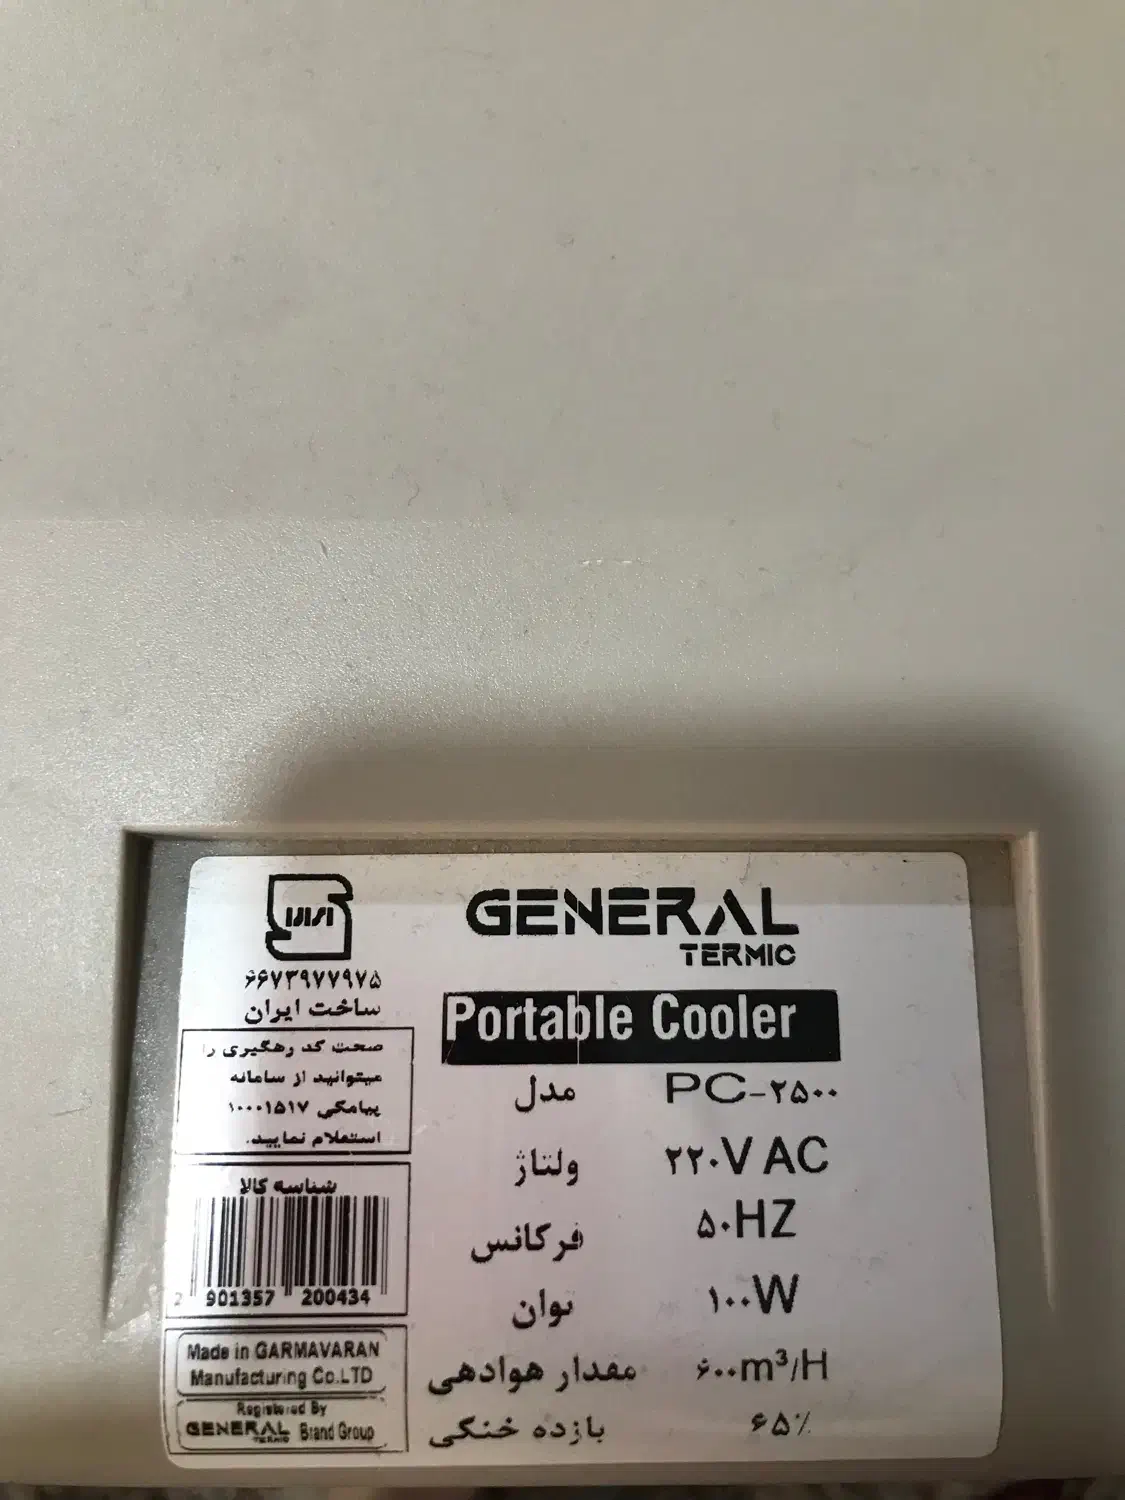 GENERAL
TERMIC
Portable Cooler
مدل PC-۲۵۰۰
ولتاژ ۲۲۰V AC
فرکانس ۵۰HZ
توان ۱۰۰W
مقدار هوادهی ۶۰۰m³/H
بازده خنکی ۶۵٪
۶۶۷۳۹۷۷۹۷۵
ساخت ایران
صحت کد رهگیری را
میتوانید از سامانه
پیامکی ۱۰۰۰۱۵۱۷
استعلام نمایید.
شناسه کالا
2 901357 200434
Made in GARMAVARAN
Manufacturing Co.LTD
Registered By
GENERAL TERMIC Brand Group